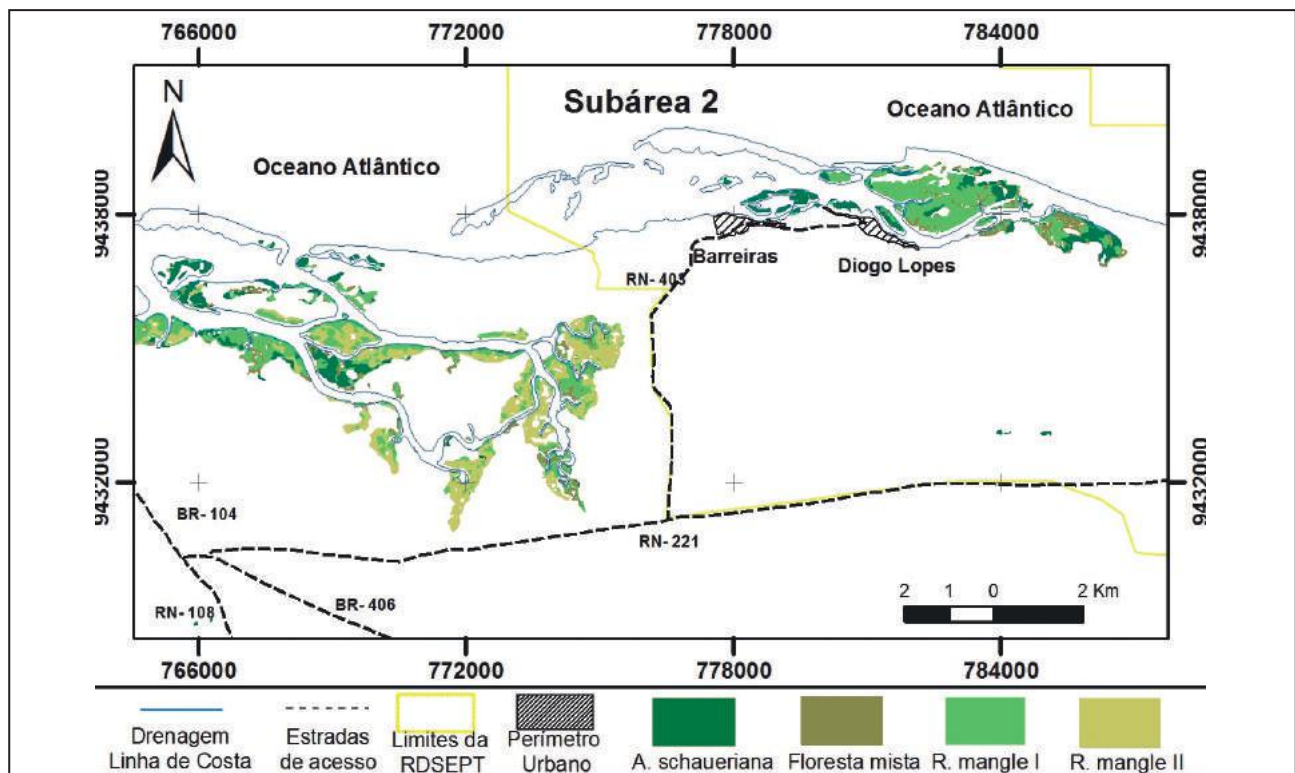 766000 772000 778000 784000
N
Subárea 2
Oceano Atlântico
Oceano Atlântico
9438000
9438000
Barreiras
Diogo Lopes
RN-403
9432000
9432000
BR-104
RN-221
RN-108
BR-406
2 1 0 2 Km
766000 772000 778000 784000
Drenagem
Linha de Costa
Estradas
de acesso
Limites da
RDSEPT
Perímetro
Urbano
A. schaueriana
Floresta mista
R. mangle I
R. mangle II